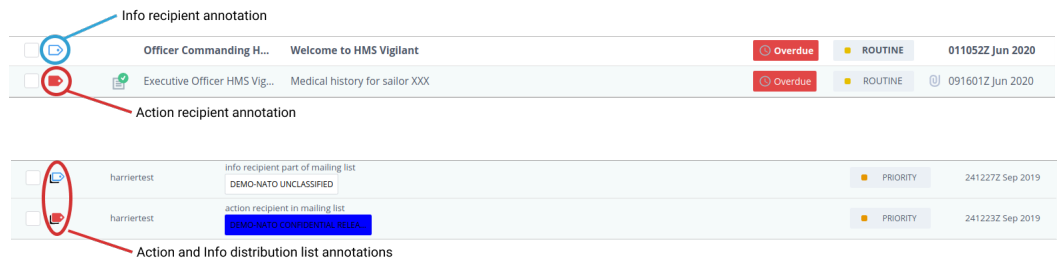 Info recipient annotation
Officer Commanding H... Welcome to HMS Vigilant Overdue ROUTINE 011052Z Jun 2020
Executive Officer HMS Vig... Medical history for sailor XXX Overdue ROUTINE 091601Z Jun 2020
Action recipient annotation
info recipient part of mailing list
harriertest PRIORITY 241227Z Sep 2019
DEMO-NATO UNCLASSIFIED
action recipient in mailing list
harriertest PRIORITY 241223Z Sep 2019
DEMO-NATO CONFIDENTIAL
Action and Info distribution list annotations